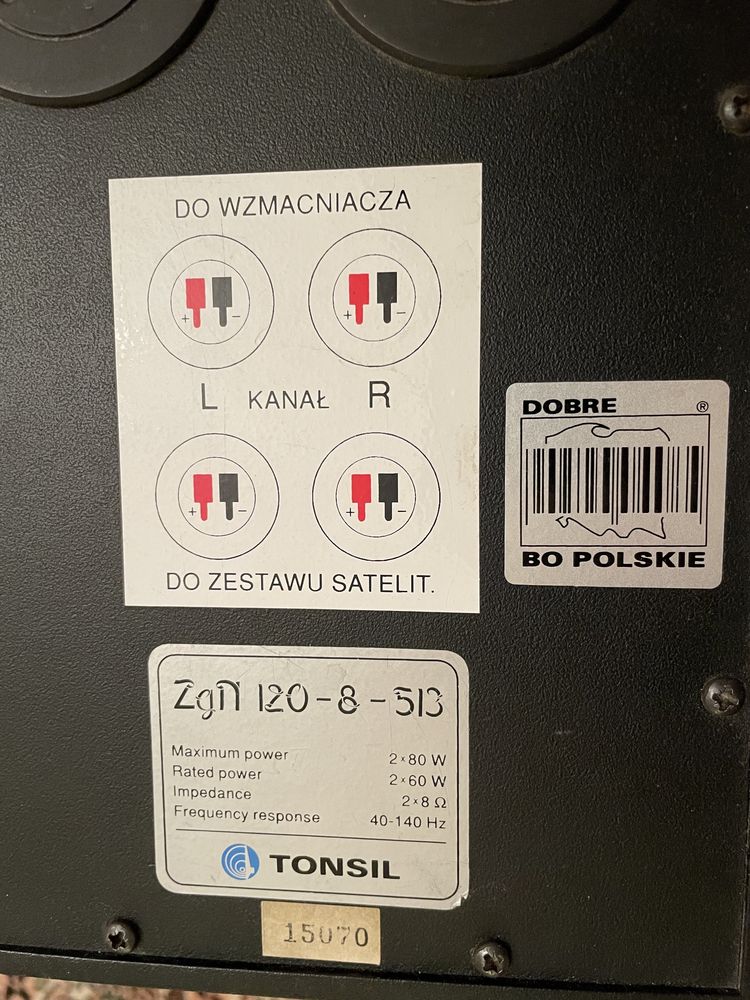 DO WZMACNIACZA
+ − + −
L KANAŁ R
+ − + −
DO ZESTAWU SATELIT.
DOBRE ®
BO POLSKIE
ZgN 120-8-513
Maximum power 2×80 W
Rated power 2×60 W
Impedance 2×8 Ω
Frequency response 40-140 Hz
TONSIL
15070